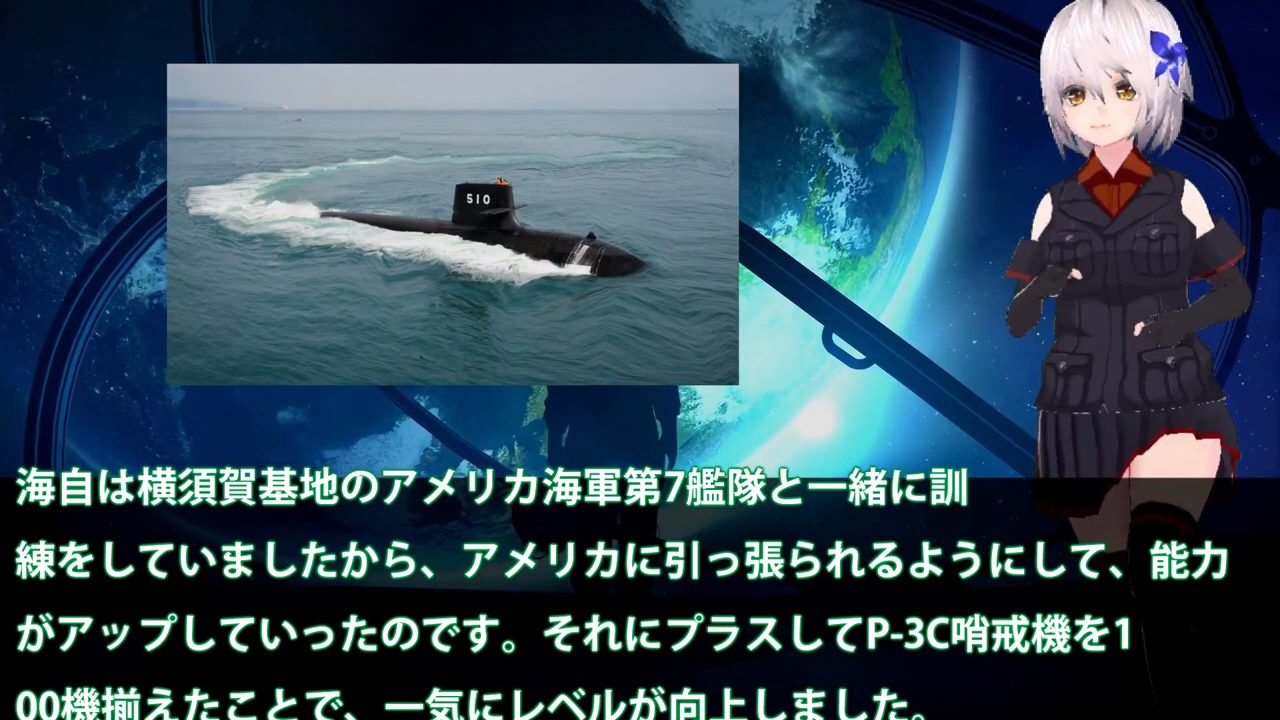 510
海自は横須賀基地のアメリカ海軍第7艦隊と一緒に訓
練をしていましたから、アメリカに引っ張られるようにして、能力
がアップしていったのです。それにプラスしてP-3C哨戒機を1
00機揃えたことで、一気にレベルが向上しました。